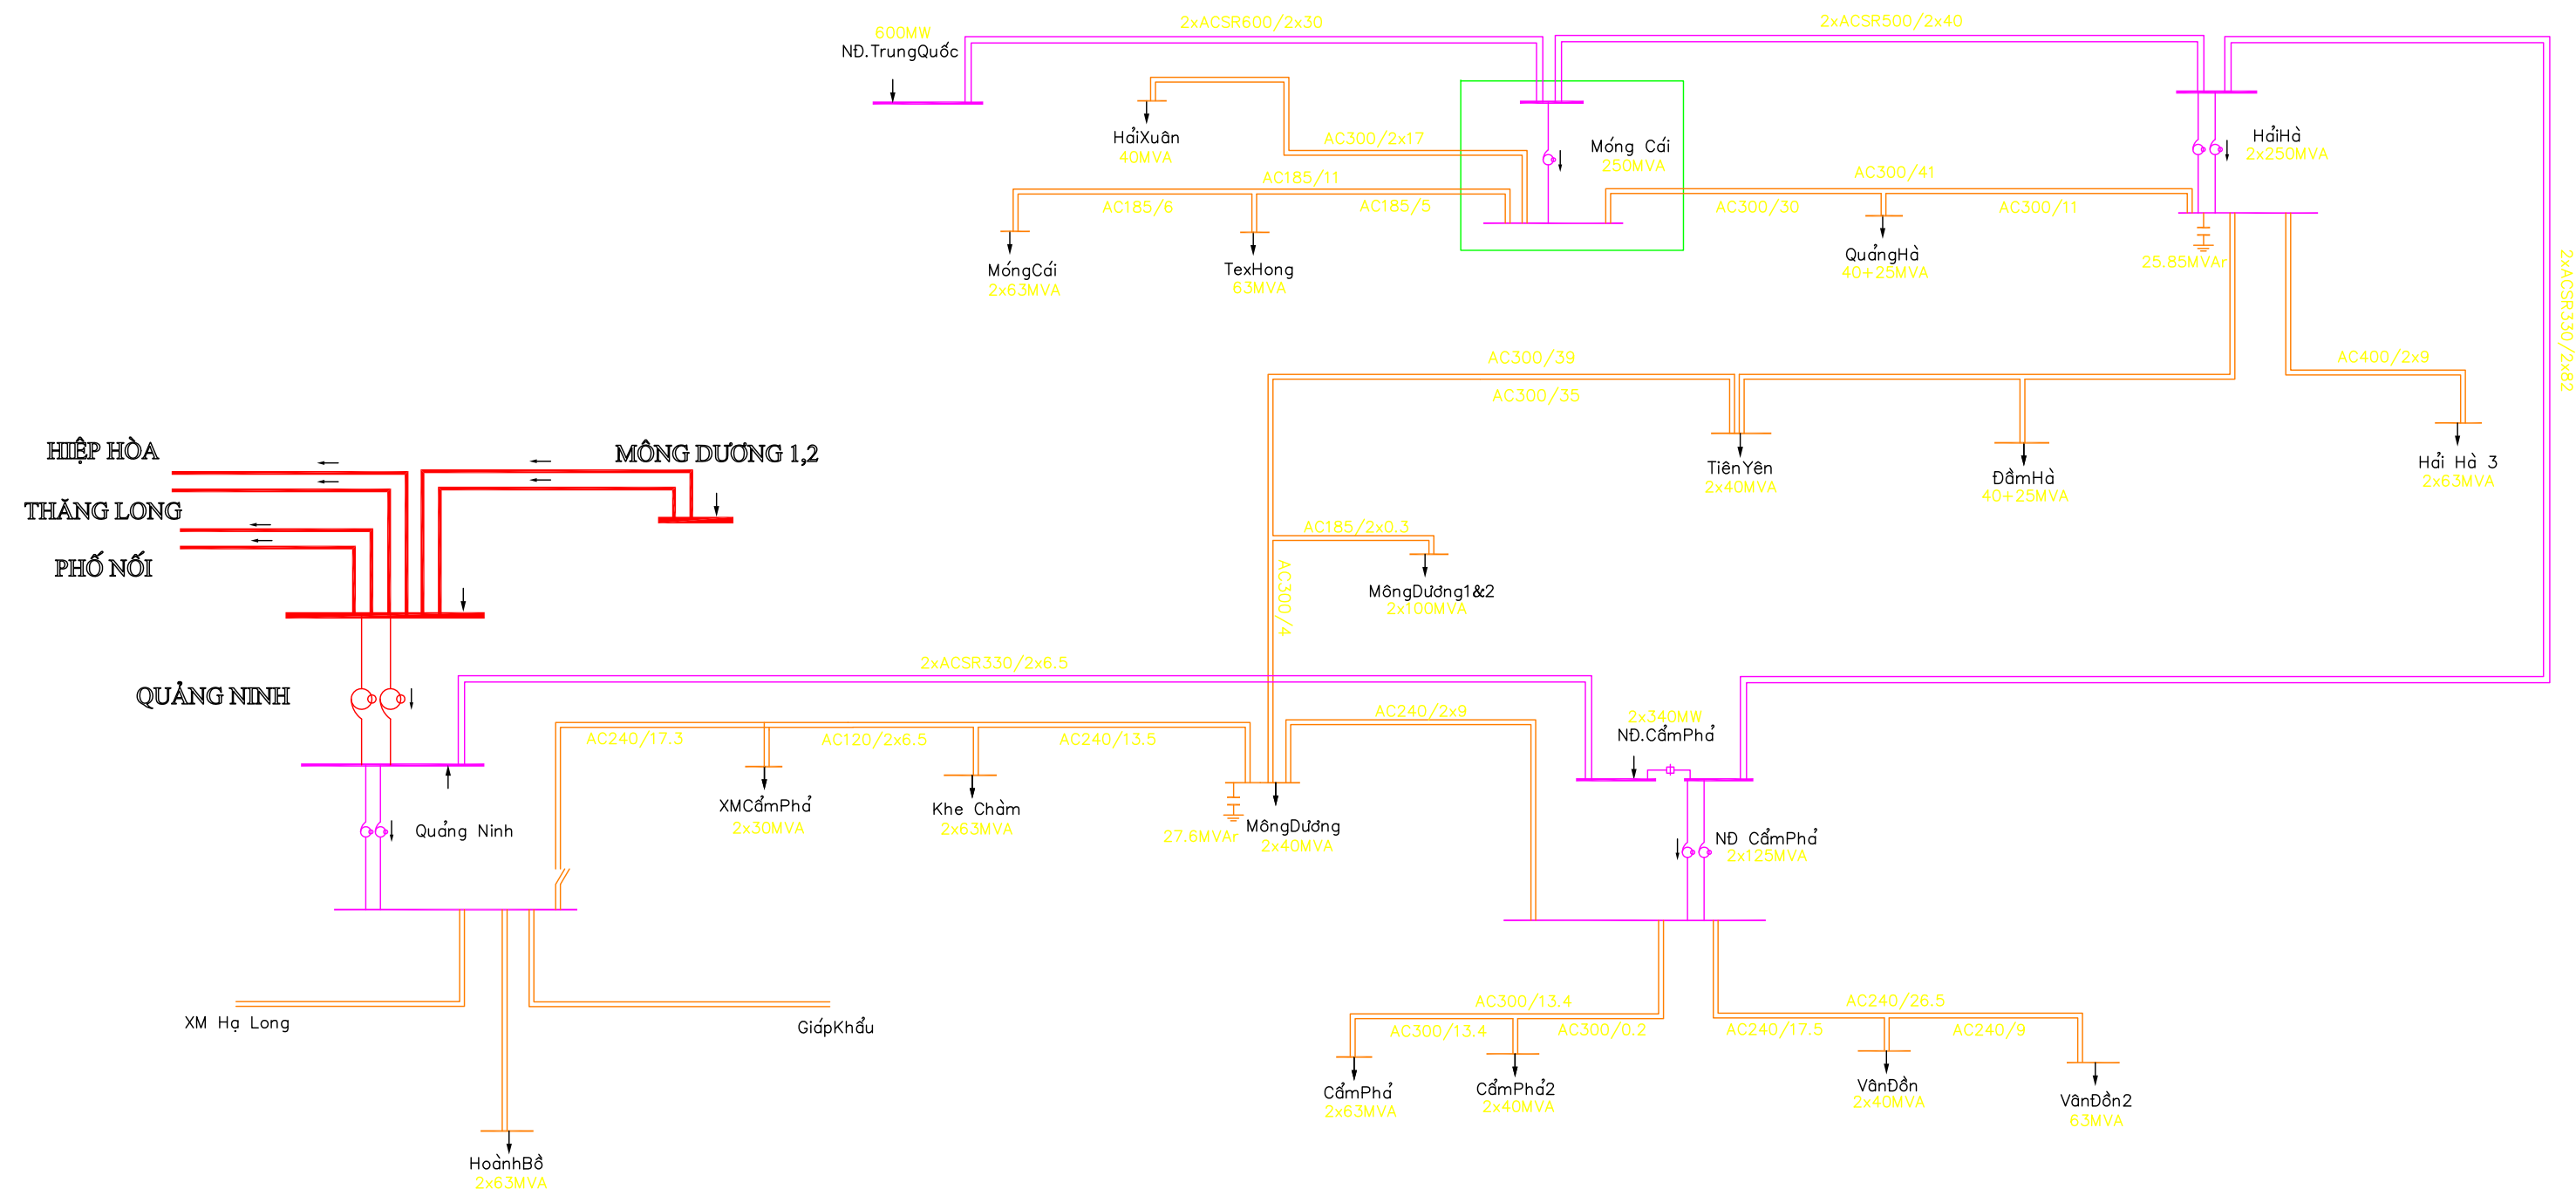 600MW
NĐ.TrungQuốc
2xACSR600/2x30
2xACSR500/2x40
HảiXuân
40MVA
AC300/2x17
Móng Cái
250MVA
HảiHà
2x250MVA
AC185/11
AC185/6
AC185/5
AC300/41
AC300/30
AC300/11
MóngCái
2x63MVA
TexHong
63MVA
QuảngHà
40+25MVA
25.85MVAr
2xACSR330/2x82
AC300/39
AC300/35
AC400/2x9
TiênYên
2x40MVA
ĐầmHà
40+25MVA
Hải Hà 3
2x63MVA
HIỆP HÒA
MÔNG DƯƠNG 1,2
THĂNG LONG
PHỐ NỐI
AC185/2x0.3
AC300/4
MôngDương1&2
2x100MVA
QUẢNG NINH
2xACSR330/2x6.5
AC240/17.3
AC120/2x6.5
AC240/13.5
AC240/2x9
2x340MW
NĐ.CẩmPhả
XMCẩmPhả
2x30MVA
Khe Chàm
2x63MVA
27.6MVAr
MôngDương
2x40MVA
Quảng Ninh
NĐ CẩmPhả
2x125MVA
XM Hạ Long
GiápKhẩu
AC300/13.4
AC300/13.4
AC300/0.2
AC240/26.5
AC240/17.5
AC240/9
CẩmPhả
2x63MVA
CẩmPhả2
2x40MVA
VânĐồn
2x40MVA
VânĐồn2
63MVA
HoànhBồ
2x63MVA